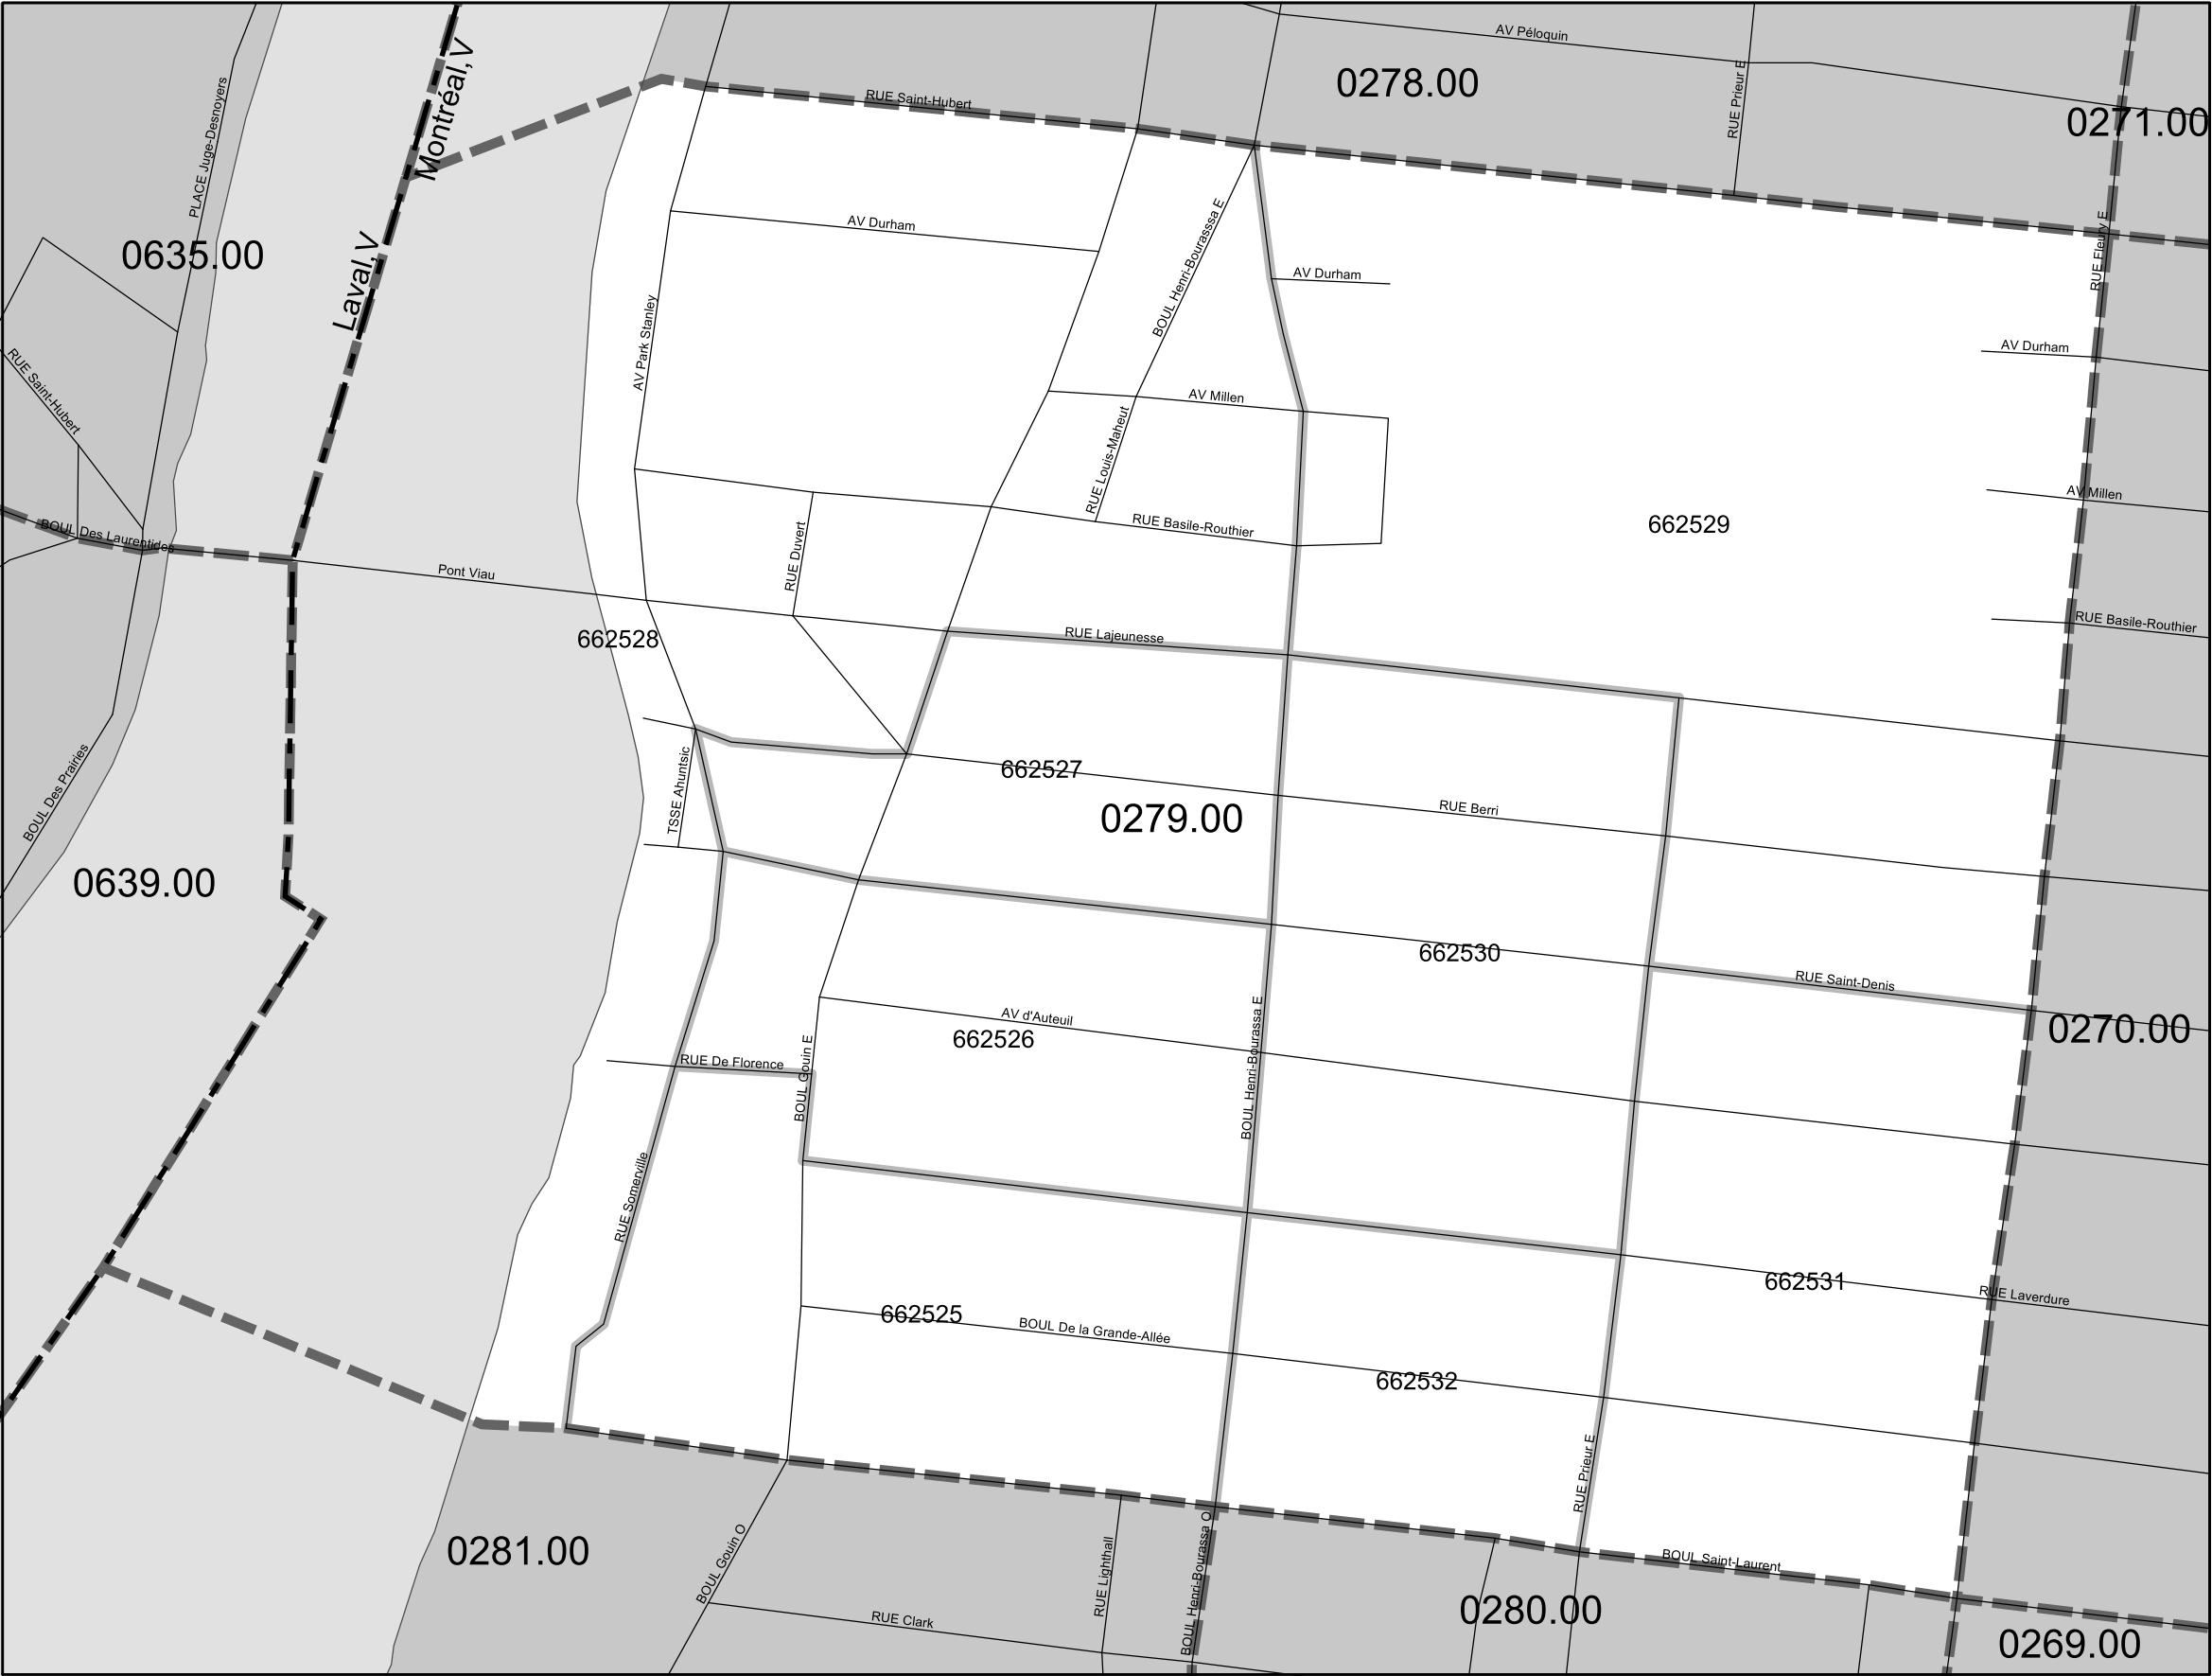 AV Péloquin
0278.00
RUE Prieur E
0271.00
Montréal,V
Laval,V
PLACE Juge-Desnoyers
0635.00
RUE Saint-Hubert
RUE Saint-Hubert
AV Durham
BOUL Henri-Bourassa E
AV Durham
RUE Fleury E
AV Durham
AV Park Stanley
AV Millen
RUE Louis-Maheut
AV Millen
662529
RUE Basile-Routhier
BOUL Des Laurentides
Pont Viau
RUE Duvert
RUE Basile-Routhier
662528
RUE Lajeunesse
BOUL Des Prairies
TSSE Ahuntsic
662527
0279.00
RUE Berri
0639.00
662530
RUE Saint-Denis
AV d'Auteuil
662526
0270.00
RUE De Florence
BOUL Gouin E
BOUL Henri-Bourassa E
RUE Somerville
662531
RUE Laverdure
662525
BOUL De la Grande-Allée
662532
RUE Prieur E
0281.00
BOUL Gouin O
RUE Lighthall
BOUL Henri-Bourassa O
BOUL Saint-Laurent
RUE Clark
0280.00
0269.00